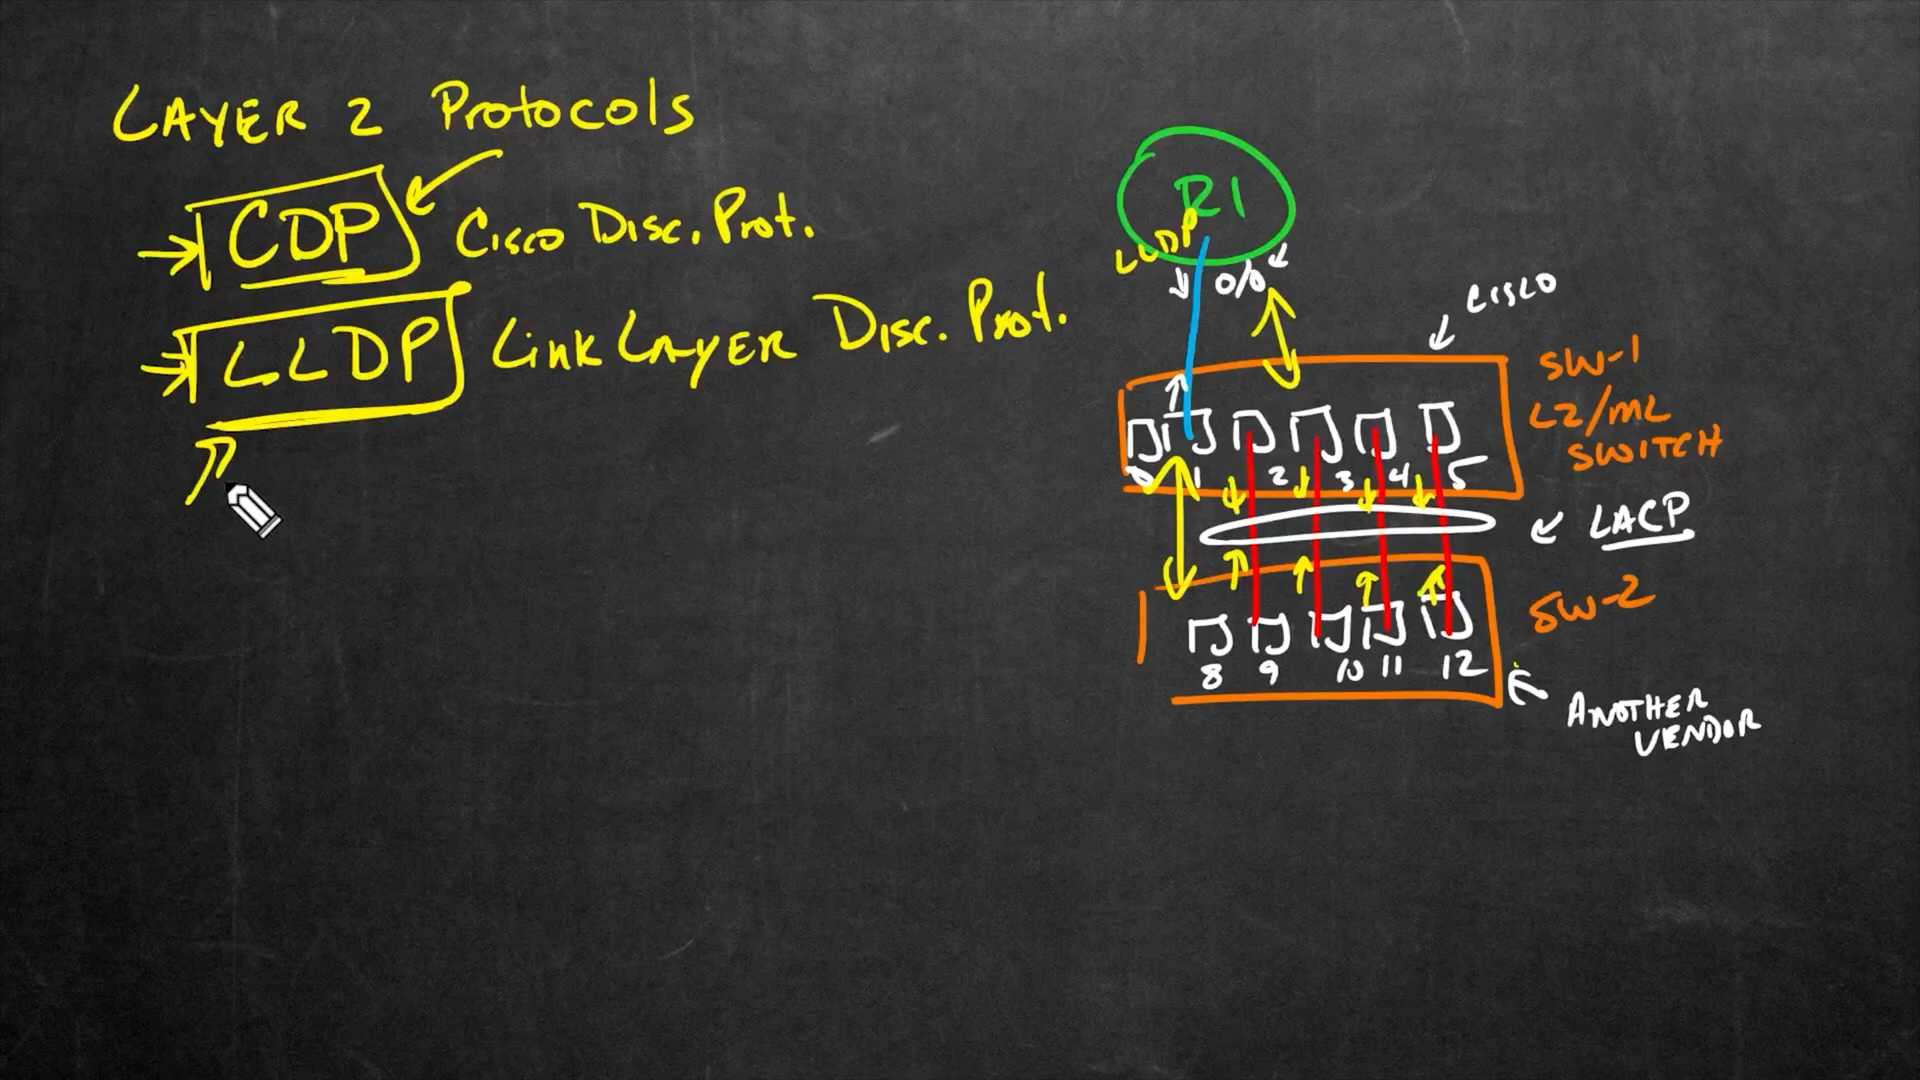 LAYER 2 Protocols
CDP Cisco Disc. Prot.
LLDP Link LAYER Disc. Prot.
R1
LLDP
0/0
CISCO
SW-1
L2/ML
SWITCH
0 1 2 3 4 5
LACP
SW-2
8 9 10 11 12
ANOTHER
VENDOR